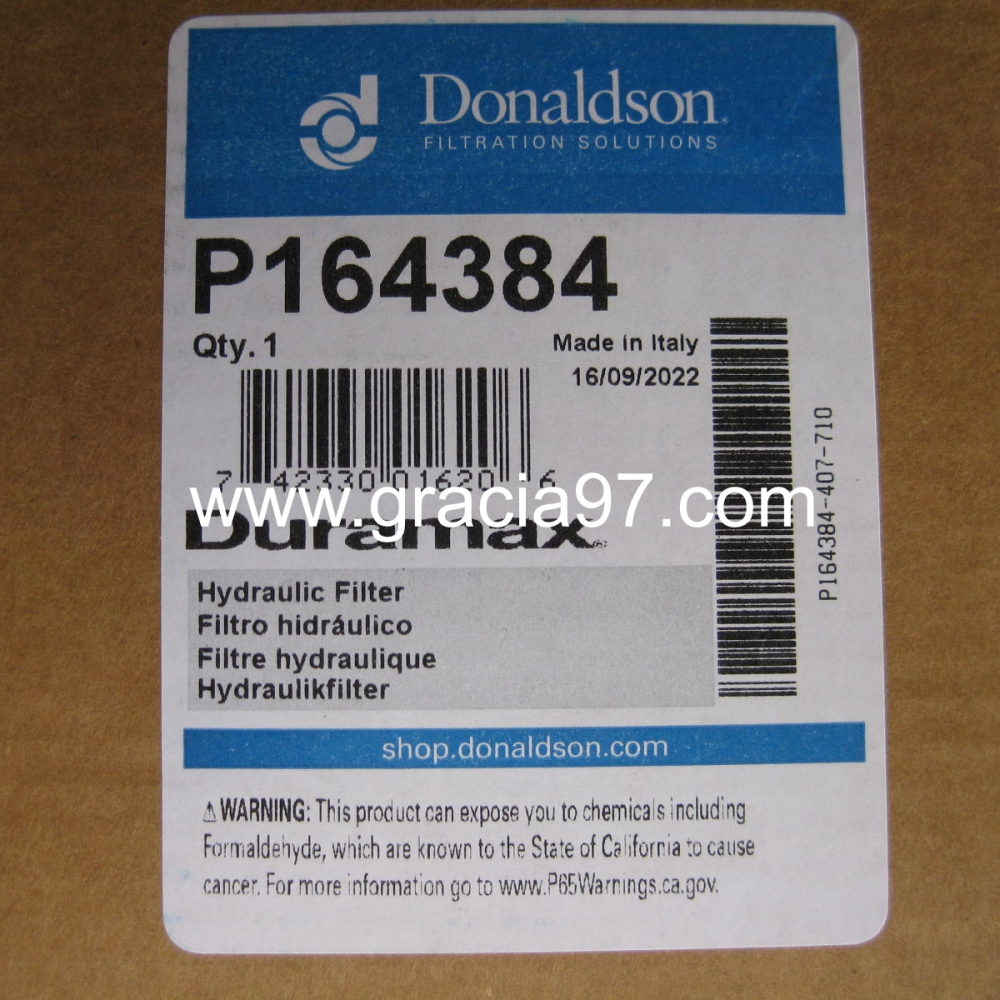 Donaldson®
FILTRATION SOLUTIONS
P164384
Qty. 1
Made in Italy
16/09/2022
7 42330 01620 6
P164384-407-710
www.gracia97.com
Duramax®
Hydraulic Filter
Filtro hidráulico
Filtre hydraulique
Hydraulikfilter
shop.donaldson.com
⚠WARNING: This product can expose you to chemicals including
Formaldehyde, which are known to the State of California to cause
cancer. For more information go to www.P65Warnings.ca.gov.